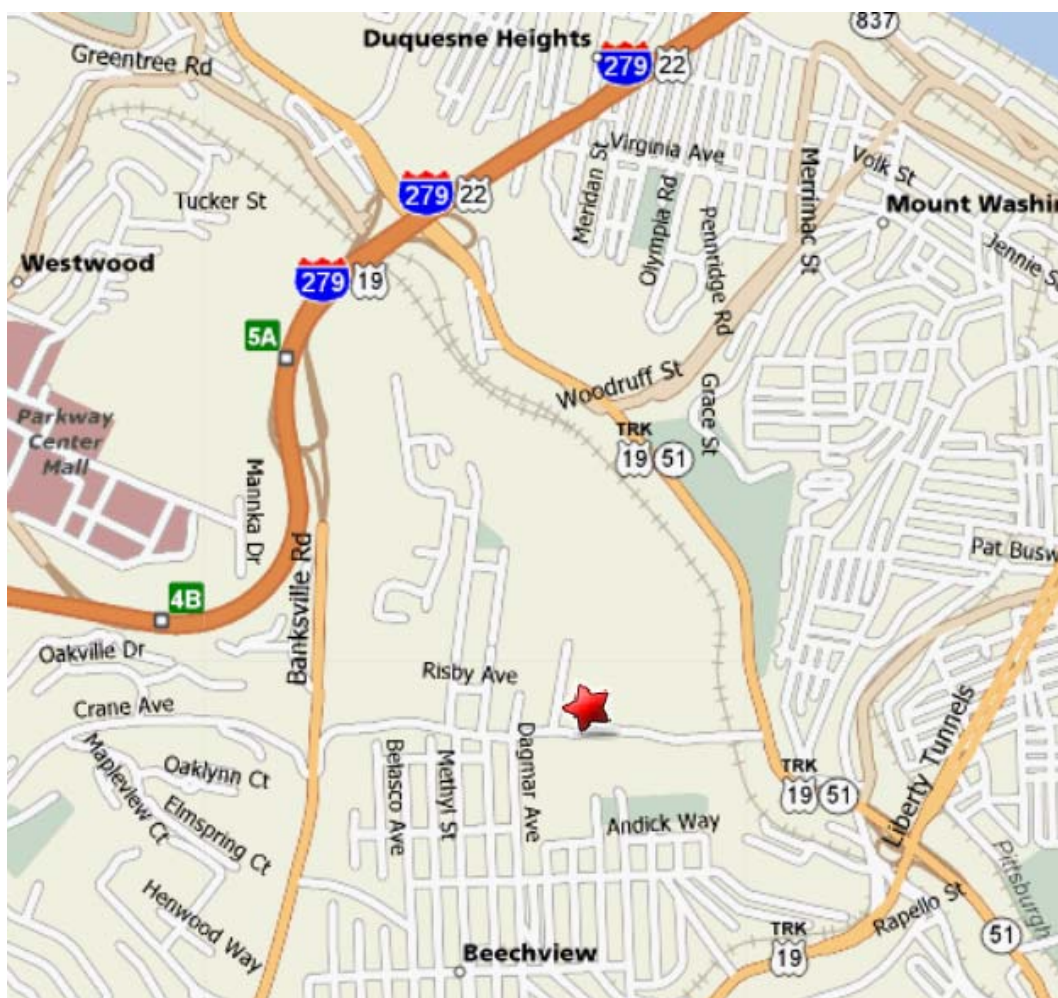 837
Duquesne Heights
279 22
Greentree Rd
Virginia Ave
Volk St
Meridan St
Olympia Rd
Pennridge Rd
Merrimac St
279 22
Tucker St
Mount Washin
Jennie S
Westwood
279 19
5A
Woodruff St
Grace St
Parkway
Center
Mall
TRK
19 51
Mannka Dr
Banksville Rd
Pat Busw
4B
Oakville Dr
Risby Ave
Crane Ave
Liberty Tunnels
Dagmar Ave
Belasco Ave
Methyl St
Oaklynn Ct
Mapleview Ct
Elmspring Ct
TRK
19 51
Andick Way
Pittsburgh
Henwood Way
Rapello St
TRK
19
51
Beechview